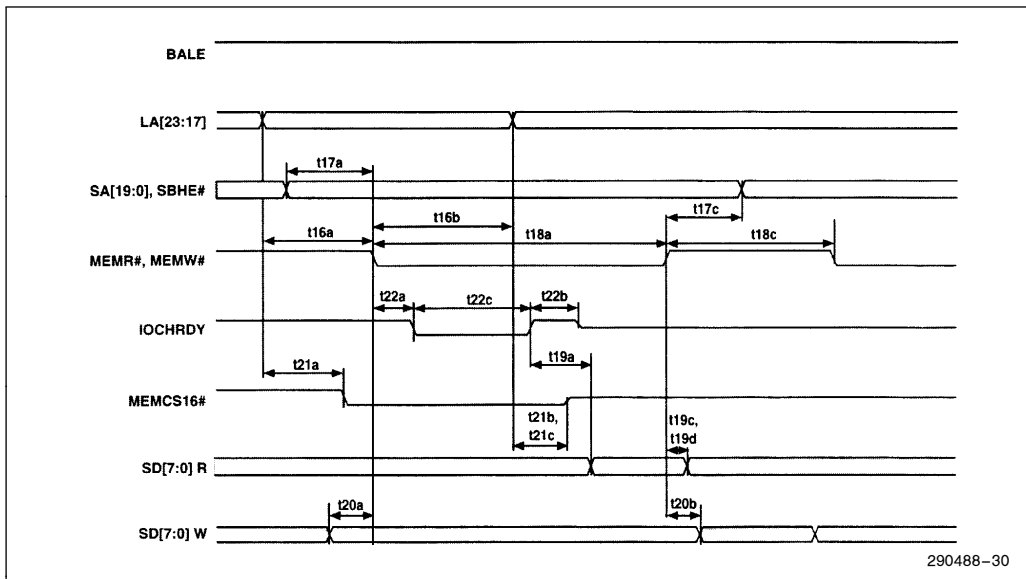 BALE
LA[23:17]
t17a
SA[19:0], SBHE#
t16b
t17c
t16a
t18a
t18c
MEMR#, MEMW#
t22a
t22c
t22b
IOCHRDY
t19a
t21a
MEMCS16#
t21b,
t21c
t19c,
t19d
SD[7:0] R
t20a
t20b
SD[7:0] W
290488-30